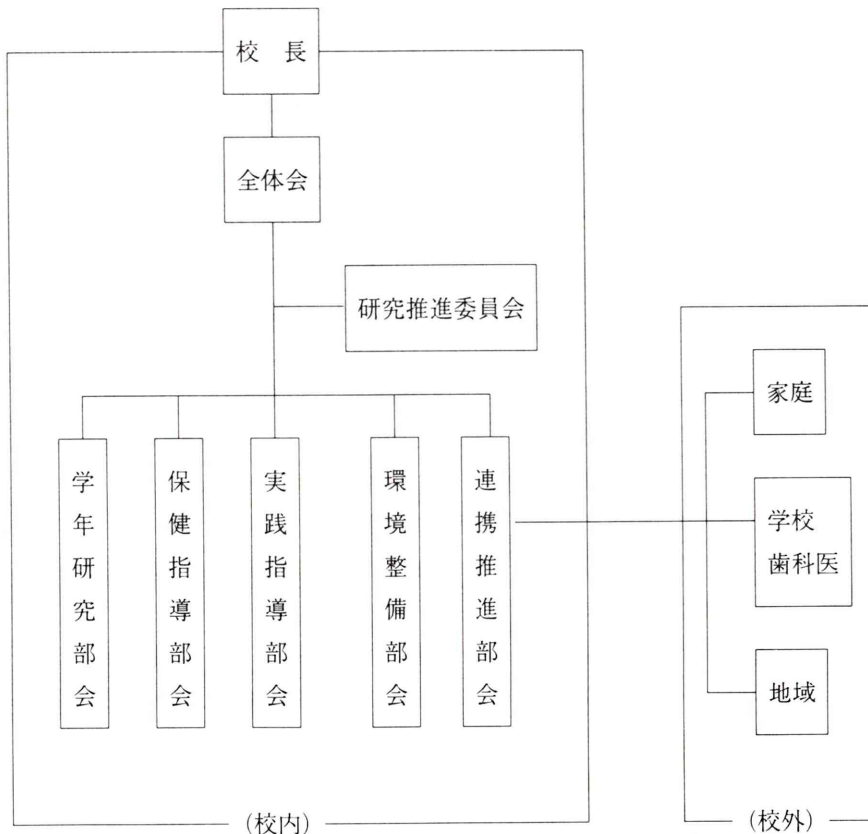 校 長
全体会
研究推進委員会
学年研究部会
保健指導部会
実践指導部会
環境整備部会
連携推進部会
家庭
学校
歯科医
地域
(校内)
(校外)